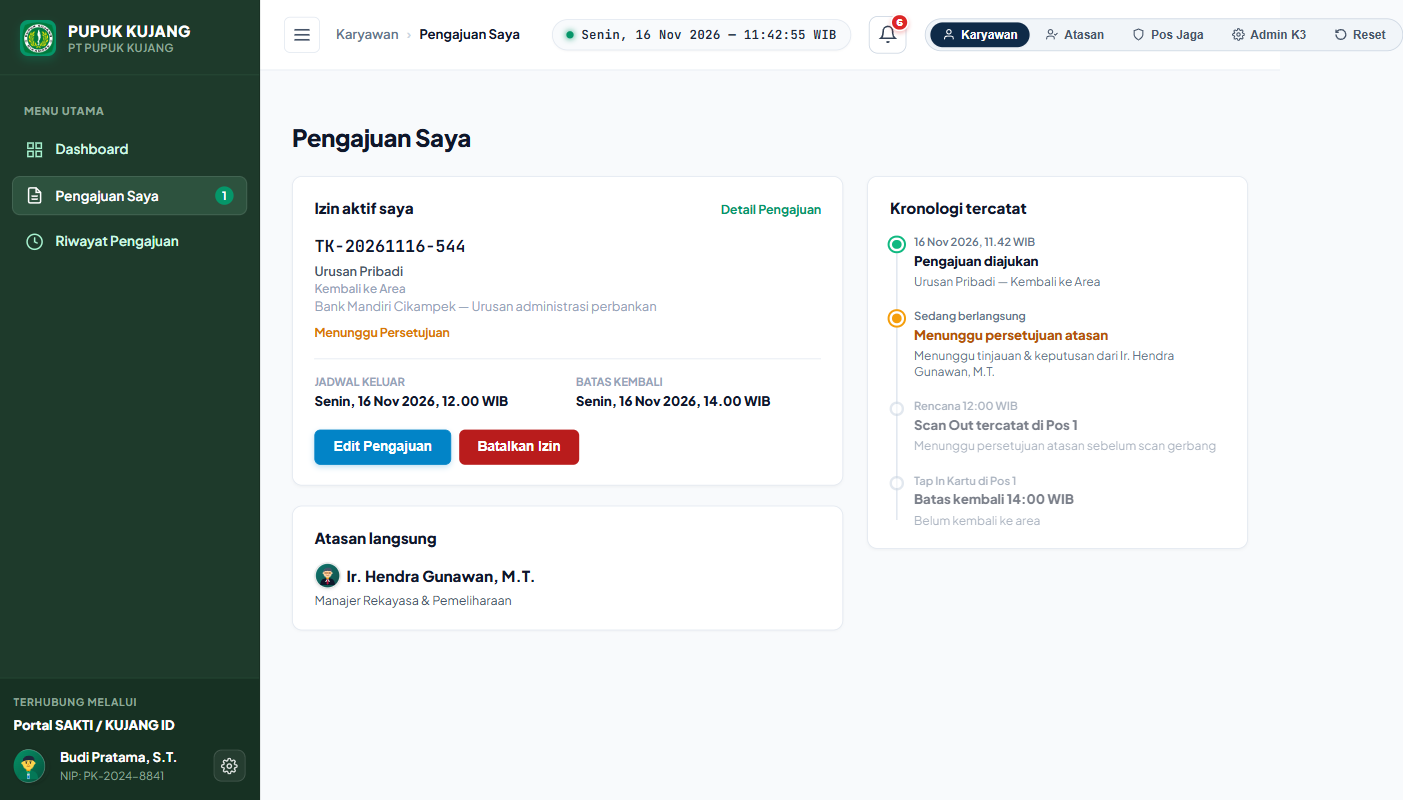 PUPUK KUJANG
PT PUPUK KUJANG
MENU UTAMA
Dashboard
Pengajuan Saya
1
Riwayat Pengajuan
TERHUBUNG MELALUI
Portal SAKTI / KUJANG ID
Budi Pratama, S.T.
NIP: PK-2024-8841
Karyawan › Pengajuan Saya
Senin, 16 Nov 2026 — 11:42:55 WIB
6
Karyawan
Atasan
Pos Jaga
Admin K3
Reset
Pengajuan Saya
Izin aktif saya
Detail Pengajuan
TK-20261116-544
Urusan Pribadi
Kembali ke Area
Bank Mandiri Cikampek — Urusan administrasi perbankan
Menunggu Persetujuan
JADWAL KELUAR
Senin, 16 Nov 2026, 12.00 WIB
BATAS KEMBALI
Senin, 16 Nov 2026, 14.00 WIB
Edit Pengajuan
Batalkan Izin
Atasan langsung
Ir. Hendra Gunawan, M.T.
Manajer Rekayasa & Pemeliharaan
Kronologi tercatat
16 Nov 2026, 11.42 WIB
Pengajuan diajukan
Urusan Pribadi — Kembali ke Area
Sedang berlangsung
Menunggu persetujuan atasan
Menunggu tinjauan & keputusan dari Ir. Hendra
Gunawan, M.T.
Rencana 12:00 WIB
Scan Out tercatat di Pos 1
Menunggu persetujuan atasan sebelum scan gerbang
Tap In Kartu di Pos 1
Batas kembali 14:00 WIB
Belum kembali ke area